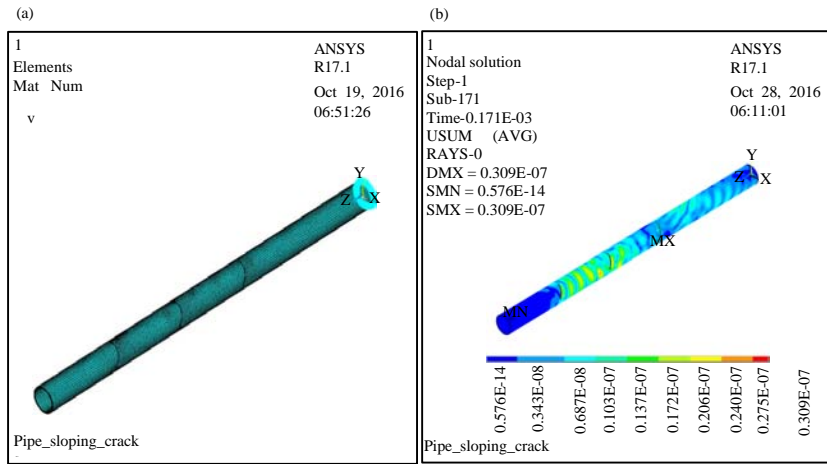 (a)
1
Elements
Mat Num
v
ANSYS
R17.1
Oct 19, 2016
06:51:26
Y
Z
X
Pipe_sloping_crack
(b)
1
Nodal solution
Step-1
Sub-171
Time-0.171E-03
USUM (AVG)
RAYS-0
DMX = 0.309E-07
SMN = 0.576E-14
SMX = 0.309E-07
ANSYS
R17.1
Oct 28, 2016
06:11:01
Y
Z
X
MX
MN
0.576E-14
0.343E-08
0.687E-08
0.103E-07
0.137E-07
0.172E-07
0.206E-07
0.240E-07
0.275E-07
0.309E-07
Pipe_sloping_crack